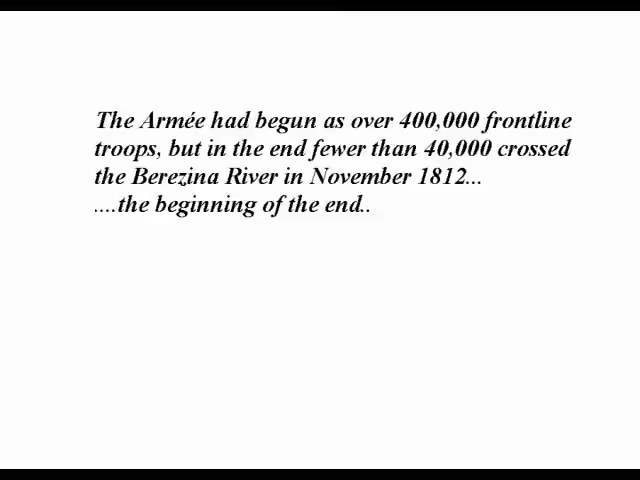 The Armée had begun as over 400,000 frontline
troops, but in the end fewer than 40,000 crossed
the Berezina River in November 1812...
....the beginning of the end..